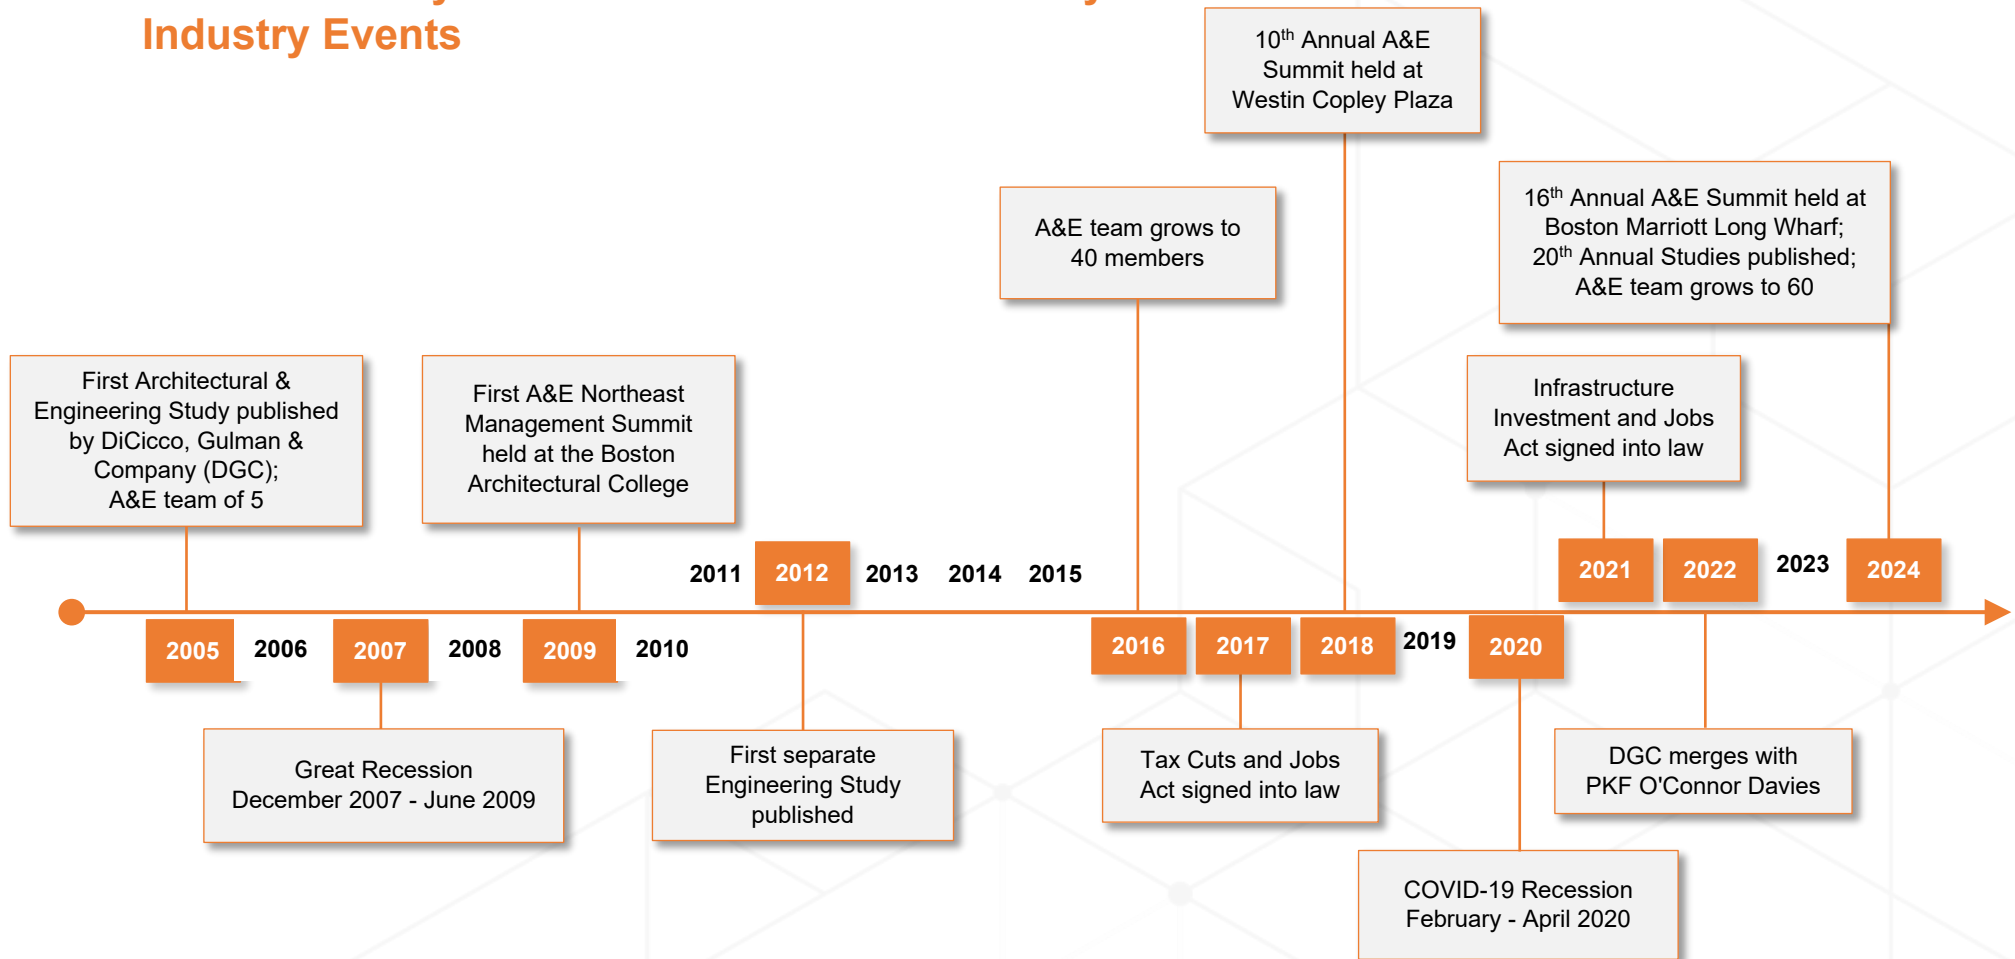 Industry Events
10th Annual A&E
Summit held at
Westin Copley Plaza
A&E team grows to
40 members
16th Annual A&E Summit held at
Boston Marriott Long Wharf;
20th Annual Studies published;
A&E team grows to 60
First Architectural &
Engineering Study published
by DiCicco, Gulman &
Company (DGC);
A&E team of 5
First A&E Northeast
Management Summit
held at the Boston
Architectural College
Infrastructure
Investment and Jobs
Act signed into law
2011 2012 2013 2014 2015
2021 2022 2023 2024
2005 2006 2007 2008 2009 2010
2016 2017 2018 2019 2020
Great Recession
December 2007 - June 2009
First separate
Engineering Study
published
Tax Cuts and Jobs
Act signed into law
DGC merges with
PKF O'Connor Davies
COVID-19 Recession
February - April 2020